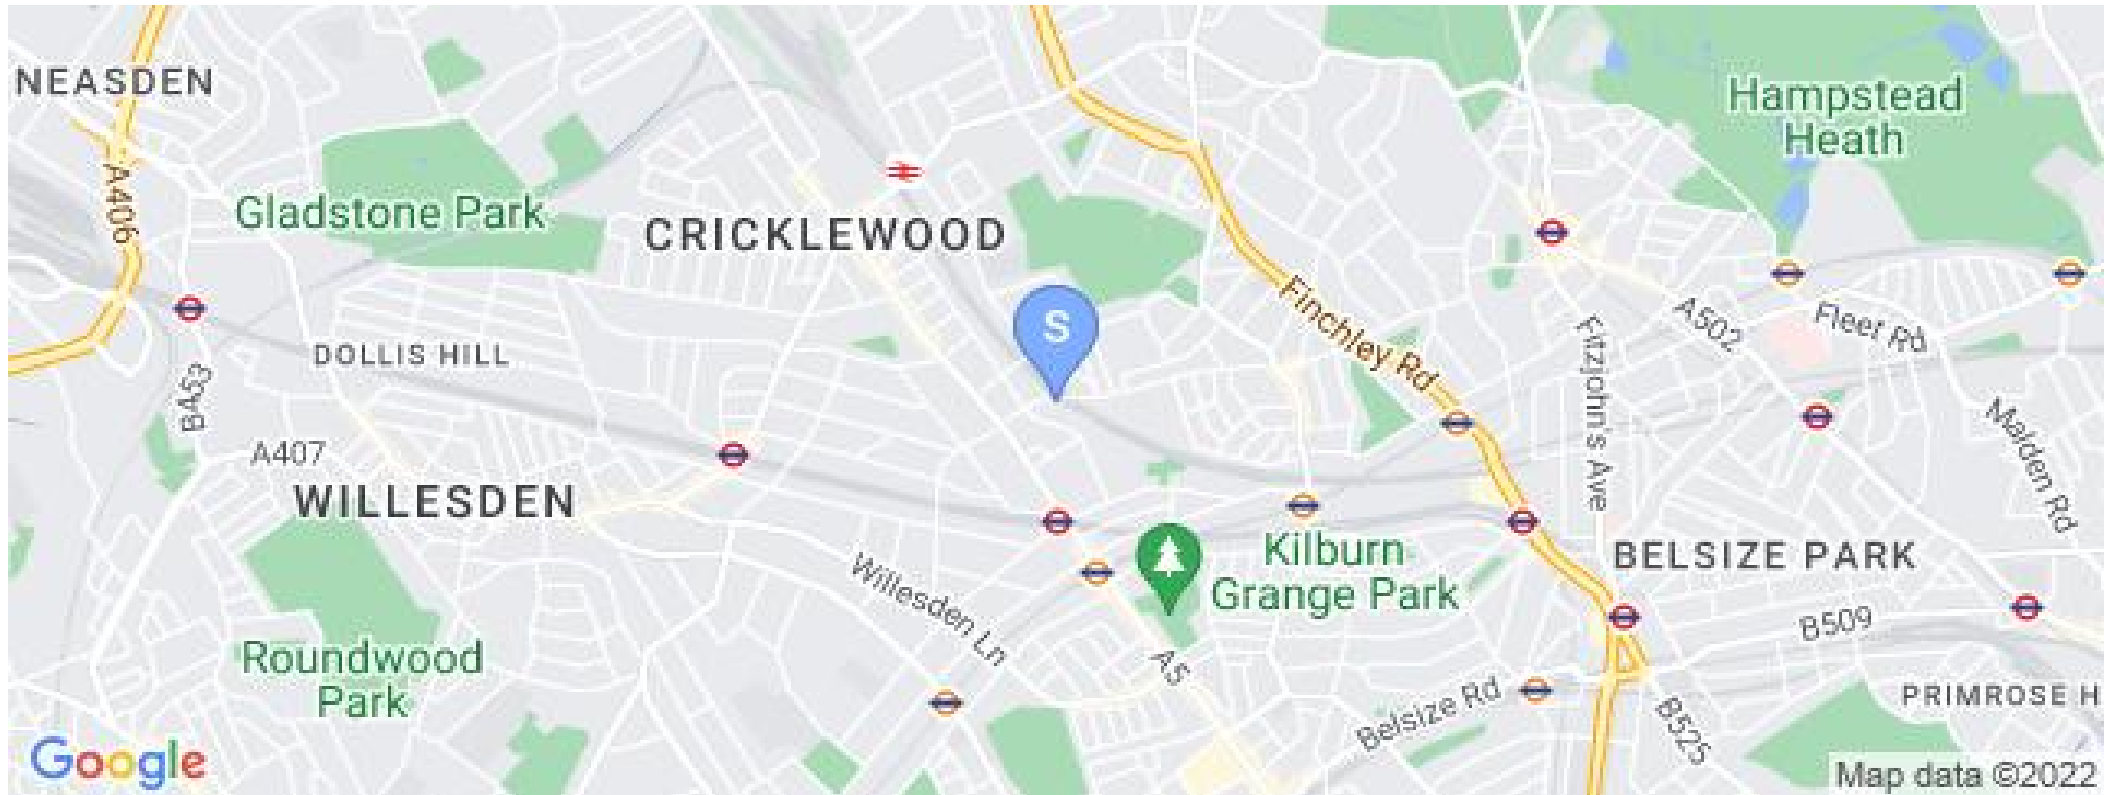 NEASDEN
Hampstead
Heath
A406
Gladstone Park
CRICKLEWOOD
Finchley Rd
A502
Fleet Rd
S
DOLLIS HILL
B453
Fitzjohn's Ave
Malden Rd
A407
WILLESDEN
Kilburn
Grange Park
BELSIZE PARK
Willesden Ln
B509
Roundwood
Park
A5
Belsize Rd
PRIMROSE H
B525
Google
Map data ©2022